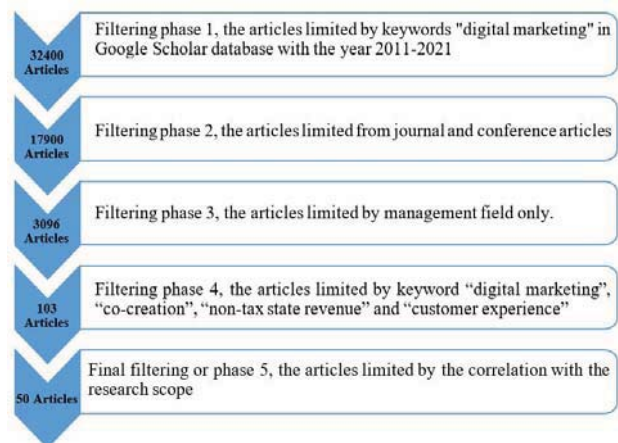 32400
Articles
Filtering phase 1, the articles limited by keywords "digital marketing" in
Google Scholar database with the year 2011-2021
17900
Articles
Filtering phase 2, the articles limited from journal and conference articles
3096
Articles
Filtering phase 3, the articles limited by management field only.
103
Articles
Filtering phase 4, the articles limited by keyword “digital marketing”,
“co-creation”, “non-tax state revenue” and “customer experience”
50 Articles
Final filtering or phase 5, the articles limited by the correlation with the
research scope